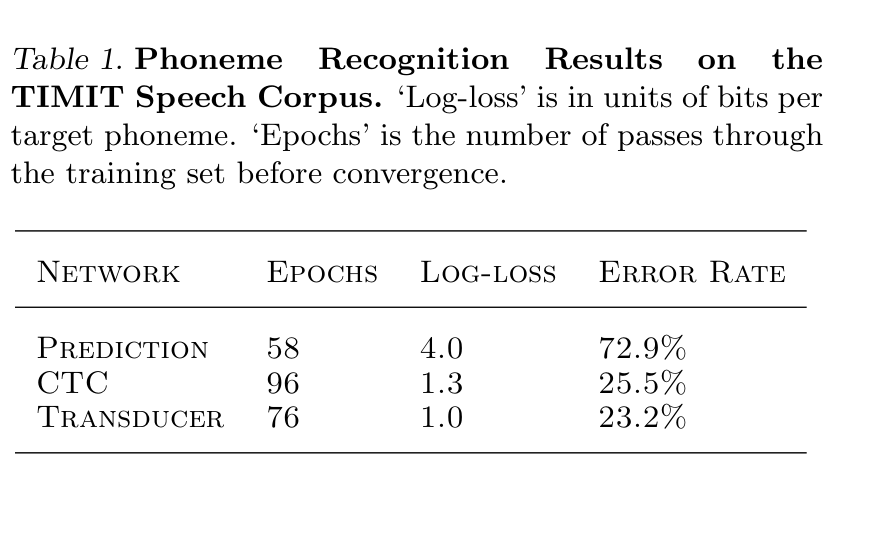 Table 1. Phoneme Recognition Results on the
TIMIT Speech Corpus. ‘Log-loss’ is in units of bits per
target phoneme. ‘Epochs’ is the number of passes through
the training set before convergence.
Network Epochs Log-loss Error Rate
Prediction 58 4.0 72.9%
CTC 96 1.3 25.5%
Transducer 76 1.0 23.2%